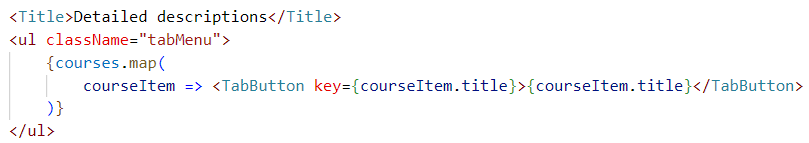 <Title>Detailed descriptions</Title>
<ul className="tabMenu">
    {courses.map(
        courseItem => <TabButton key={courseItem.title}>{courseItem.title}</TabButton>
    )}
</ul>